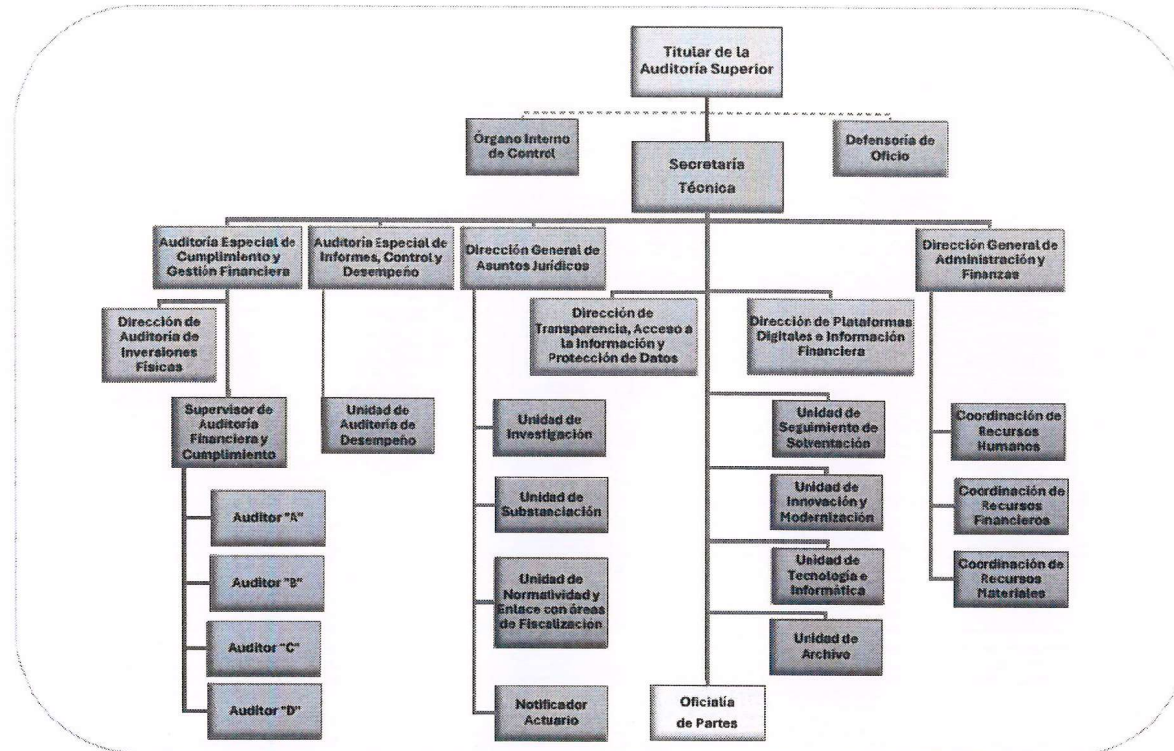 Titular de la
Auditoría Superior
Órgano Interno
de Control
Defensoría de
Oficio
Secretaría
Técnica
Auditoría Especial de
Cumplimiento y
Gestión Financiera
Auditoría Especial de
Informes, Control y
Desempeño
Dirección General de
Asuntos Jurídicos
Dirección General de
Administración y
Finanzas
Dirección de
Auditoría de
Inversiones
Físicas
Dirección de
Transparencia, Acceso a
la Información y
Protección de Datos
Dirección de Plataformas
Digitales e Información
Financiera
Supervisor de
Auditoría
Financiera y
Cumplimiento
Unidad de
Auditoría de
Desempeño
Unidad de
Investigación
Unidad de
Seguimiento de
Solventación
Coordinación de
Recursos
Humanos
Auditor "A"
Unidad de
Substanciación
Unidad de
Innovación y
Modernización
Coordinación de
Recursos
Financieros
Auditor "B"
Unidad de
Normatividad y
Enlace con áreas
de Fiscalización
Unidad de
Tecnología e
Informática
Coordinación de
Recursos
Materiales
Auditor "C"
Unidad de
Archivo
Auditor "D"
Notificador
Actuario
Oficialía
de Partes